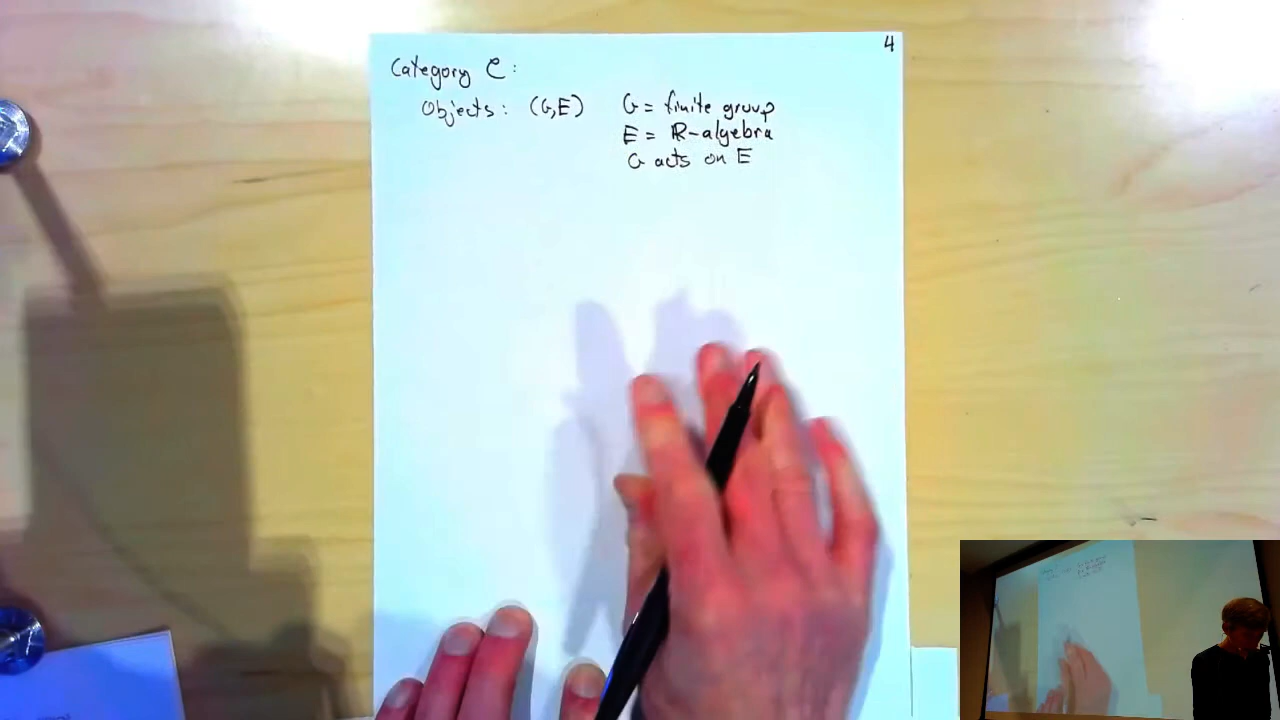 4
Category C:
Objects: (G,E) G = finite group
E = R-algebra
G acts on E